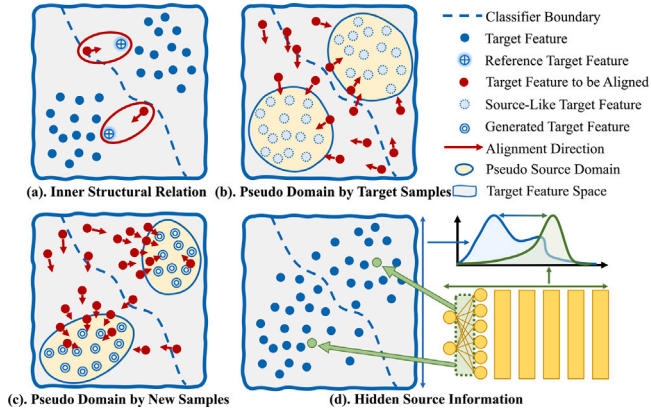 Classifier Boundary
Target Feature
Reference Target Feature
Target Feature to be Aligned
Source-Like Target Feature
Generated Target Feature
Alignment Direction
Pseudo Source Domain
Target Feature Space
(a). Inner Structural Relation
(b). Pseudo Domain by Target Samples
(c). Pseudo Domain by New Samples
(d). Hidden Source Information